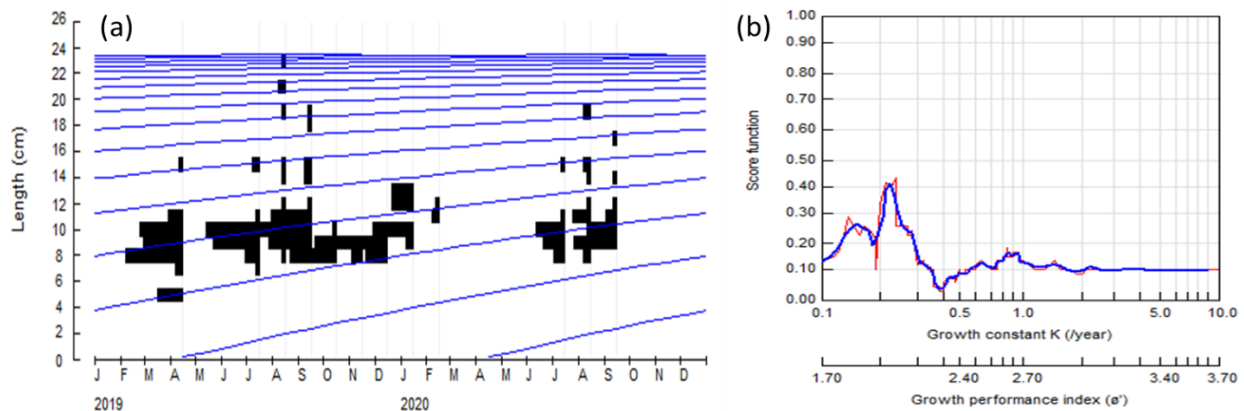 (a)
26
24
22
20
18
16
14
12
10
8
6
4
2
0
Length (cm)
J F M A M J J A S O N D J F M A M J J A S O N D
2019 2020
(b)
1.00
0.90
0.80
0.70
0.60
0.50
0.40
0.30
0.20
0.10
0.00
Score function
0.1 0.5 1.0 5.0 10.0
Growth constant K (/year)
1.70 2.40 2.70 3.40 3.70
Growth performance index (ø')